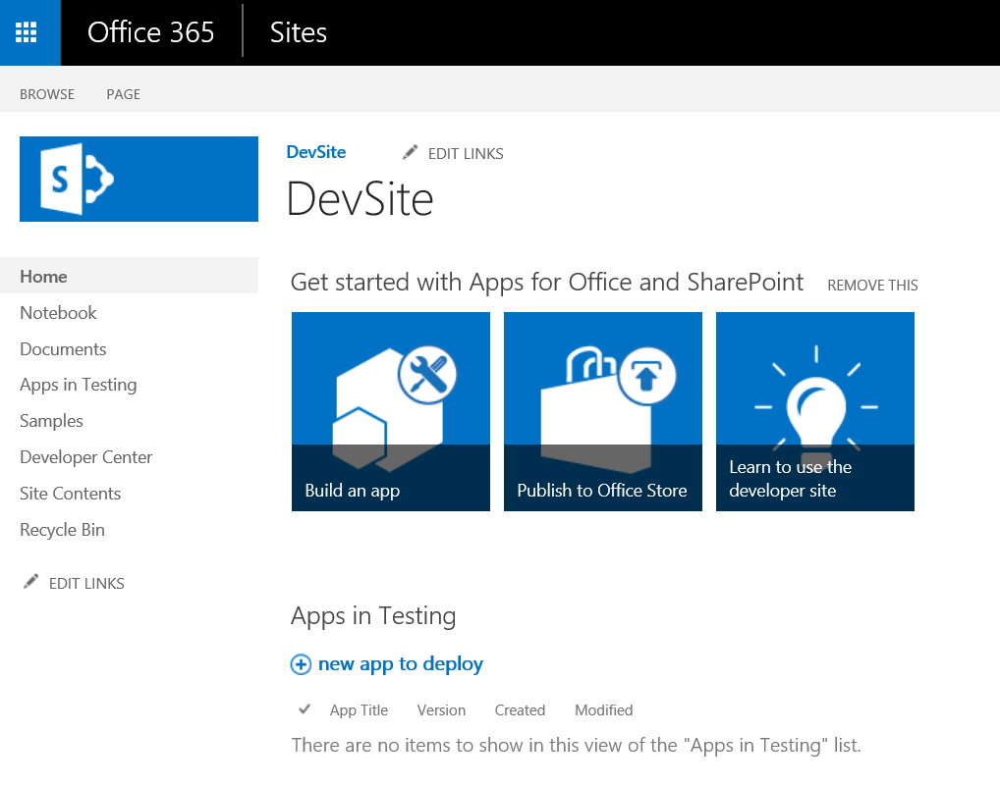 Office 365 Sites
BROWSE PAGE
S
DevSite EDIT LINKS
DevSite
Home
Notebook
Documents
Apps in Testing
Samples
Developer Center
Site Contents
Recycle Bin
EDIT LINKS
Get started with Apps for Office and SharePoint REMOVE THIS
Build an app
Publish to Office Store
Learn to use the
developer site
Apps in Testing
new app to deploy
App Title Version Created Modified
There are no items to show in this view of the "Apps in Testing" list.